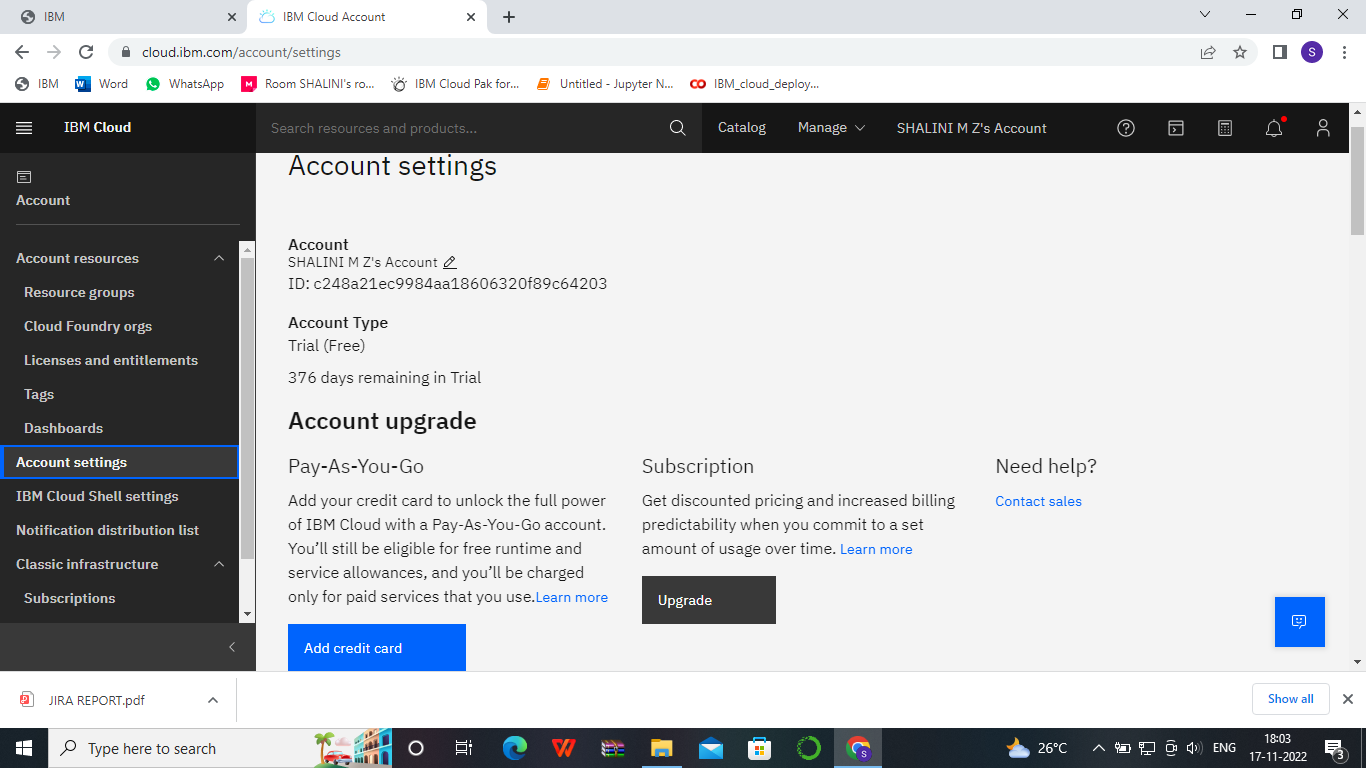 IBM
IBM Cloud Account
cloud.ibm.com/account/settings
S
IBM
Word
WhatsApp
Room SHALINI's ro...
IBM Cloud Pak for...
Untitled - Jupyter N...
IBM_cloud_deploy...
IBM Cloud
Search resources and products...
Catalog
Manage
SHALINI M Z's Account
Account
Account resources
Resource groups
Cloud Foundry orgs
Licenses and entitlements
Tags
Dashboards
Account settings
IBM Cloud Shell settings
Notification distribution list
Classic infrastructure
Subscriptions
Account settings
Account
SHALINI M Z's Account
ID: c248a21ec9984aa18606320f89c64203
Account Type
Trial (Free)
376 days remaining in Trial
Account upgrade
Pay-As-You-Go
Add your credit card to unlock the full power
of IBM Cloud with a Pay-As-You-Go account.
You’ll still be eligible for free runtime and
service allowances, and you’ll be charged
only for paid services that you use.Learn more
Add credit card
Subscription
Get discounted pricing and increased billing
predictability when you commit to a set
amount of usage over time. Learn more
Upgrade
Need help?
Contact sales
JIRA REPORT.pdf
Show all
Type here to search
W
S
26°C
ENG
18:03
17-11-2022
3